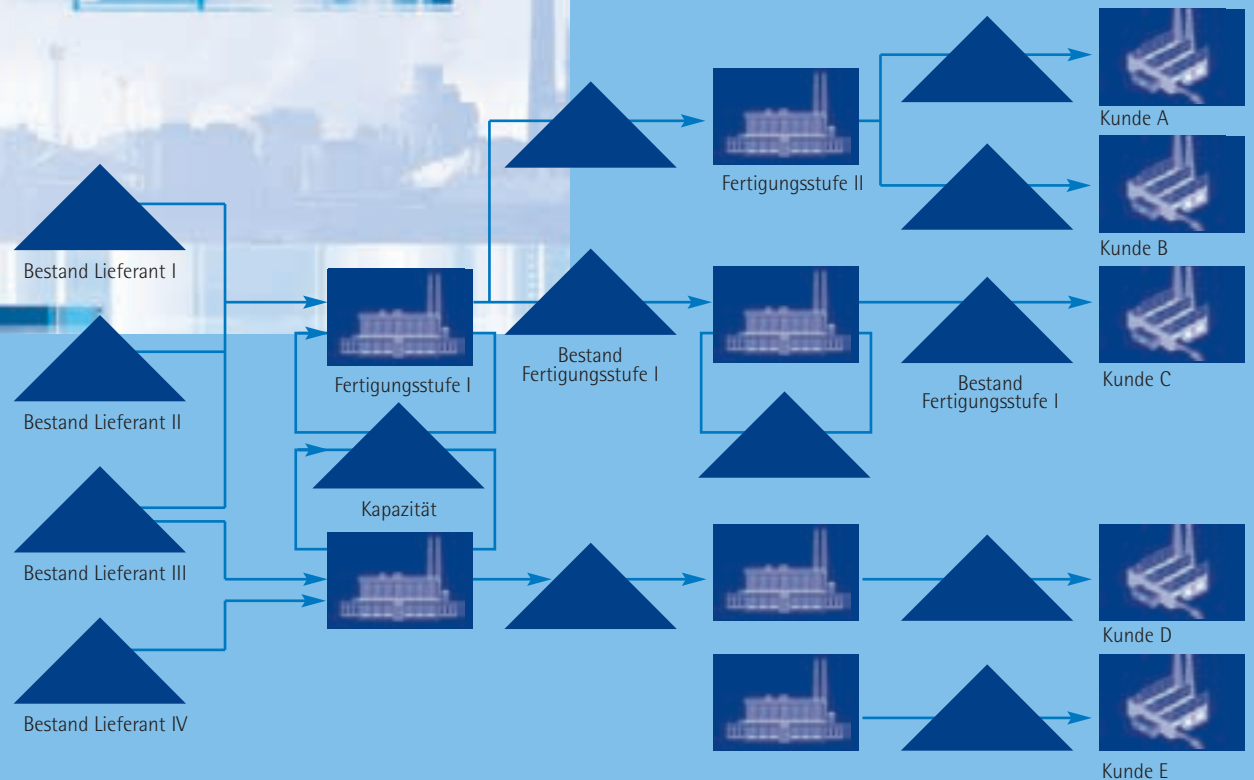 Kunde A
Fertigungsstufe II
Kunde B
Bestand Lieferant I
Bestand
Fertigungsstufe I
Fertigungsstufe I
Bestand
Fertigungsstufe I
Kunde C
Bestand Lieferant II
Kapazität
Bestand Lieferant III
Kunde D
Bestand Lieferant IV
Kunde E